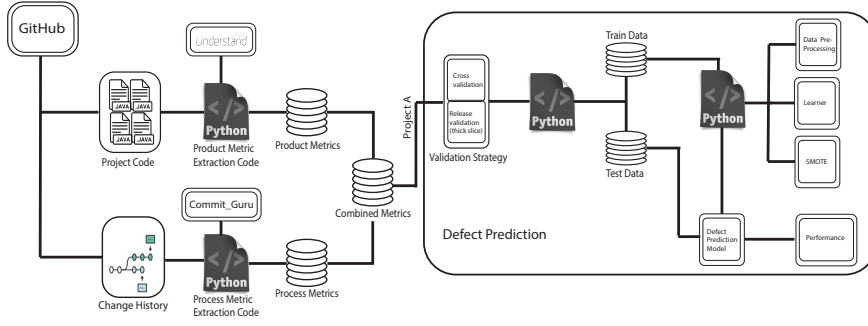 GitHub
Understand
JAVA
JAVA
JAVA
JAVA
Project Code
</>
Python
Product Metric
Extraction Code
Product Metrics
Combined Metrics
Commit_Guru
Change History
</>
Python
Process Metric
Extraction Code
Process Metrics
Project A
Cross
validation
Release
validation
(thick slice)
Validation Strategy
</>
Python
Train Data
Test Data
</>
Python
Data Pre-
Processing
Learner
SMOTE
Defect
Prediction
Model
Performance
Defect Prediction